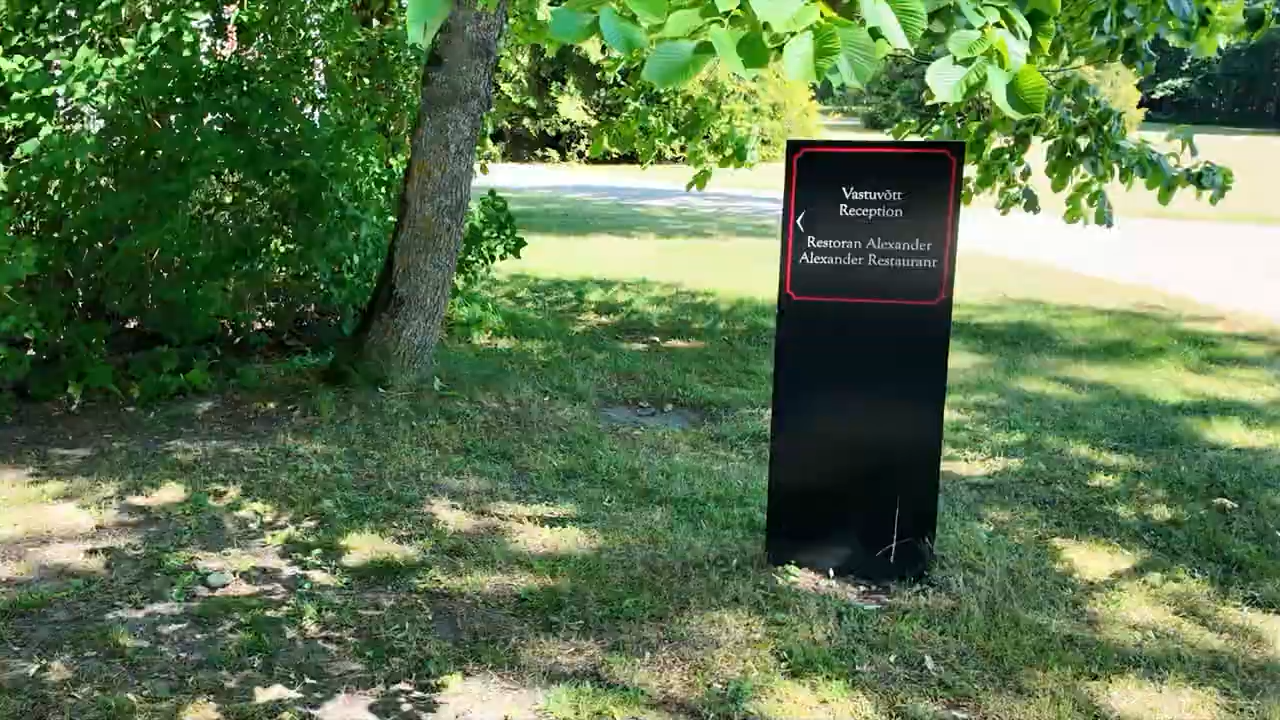 Vastuvõtt
Reception
Restoran Alexander
Alexander Restaurant